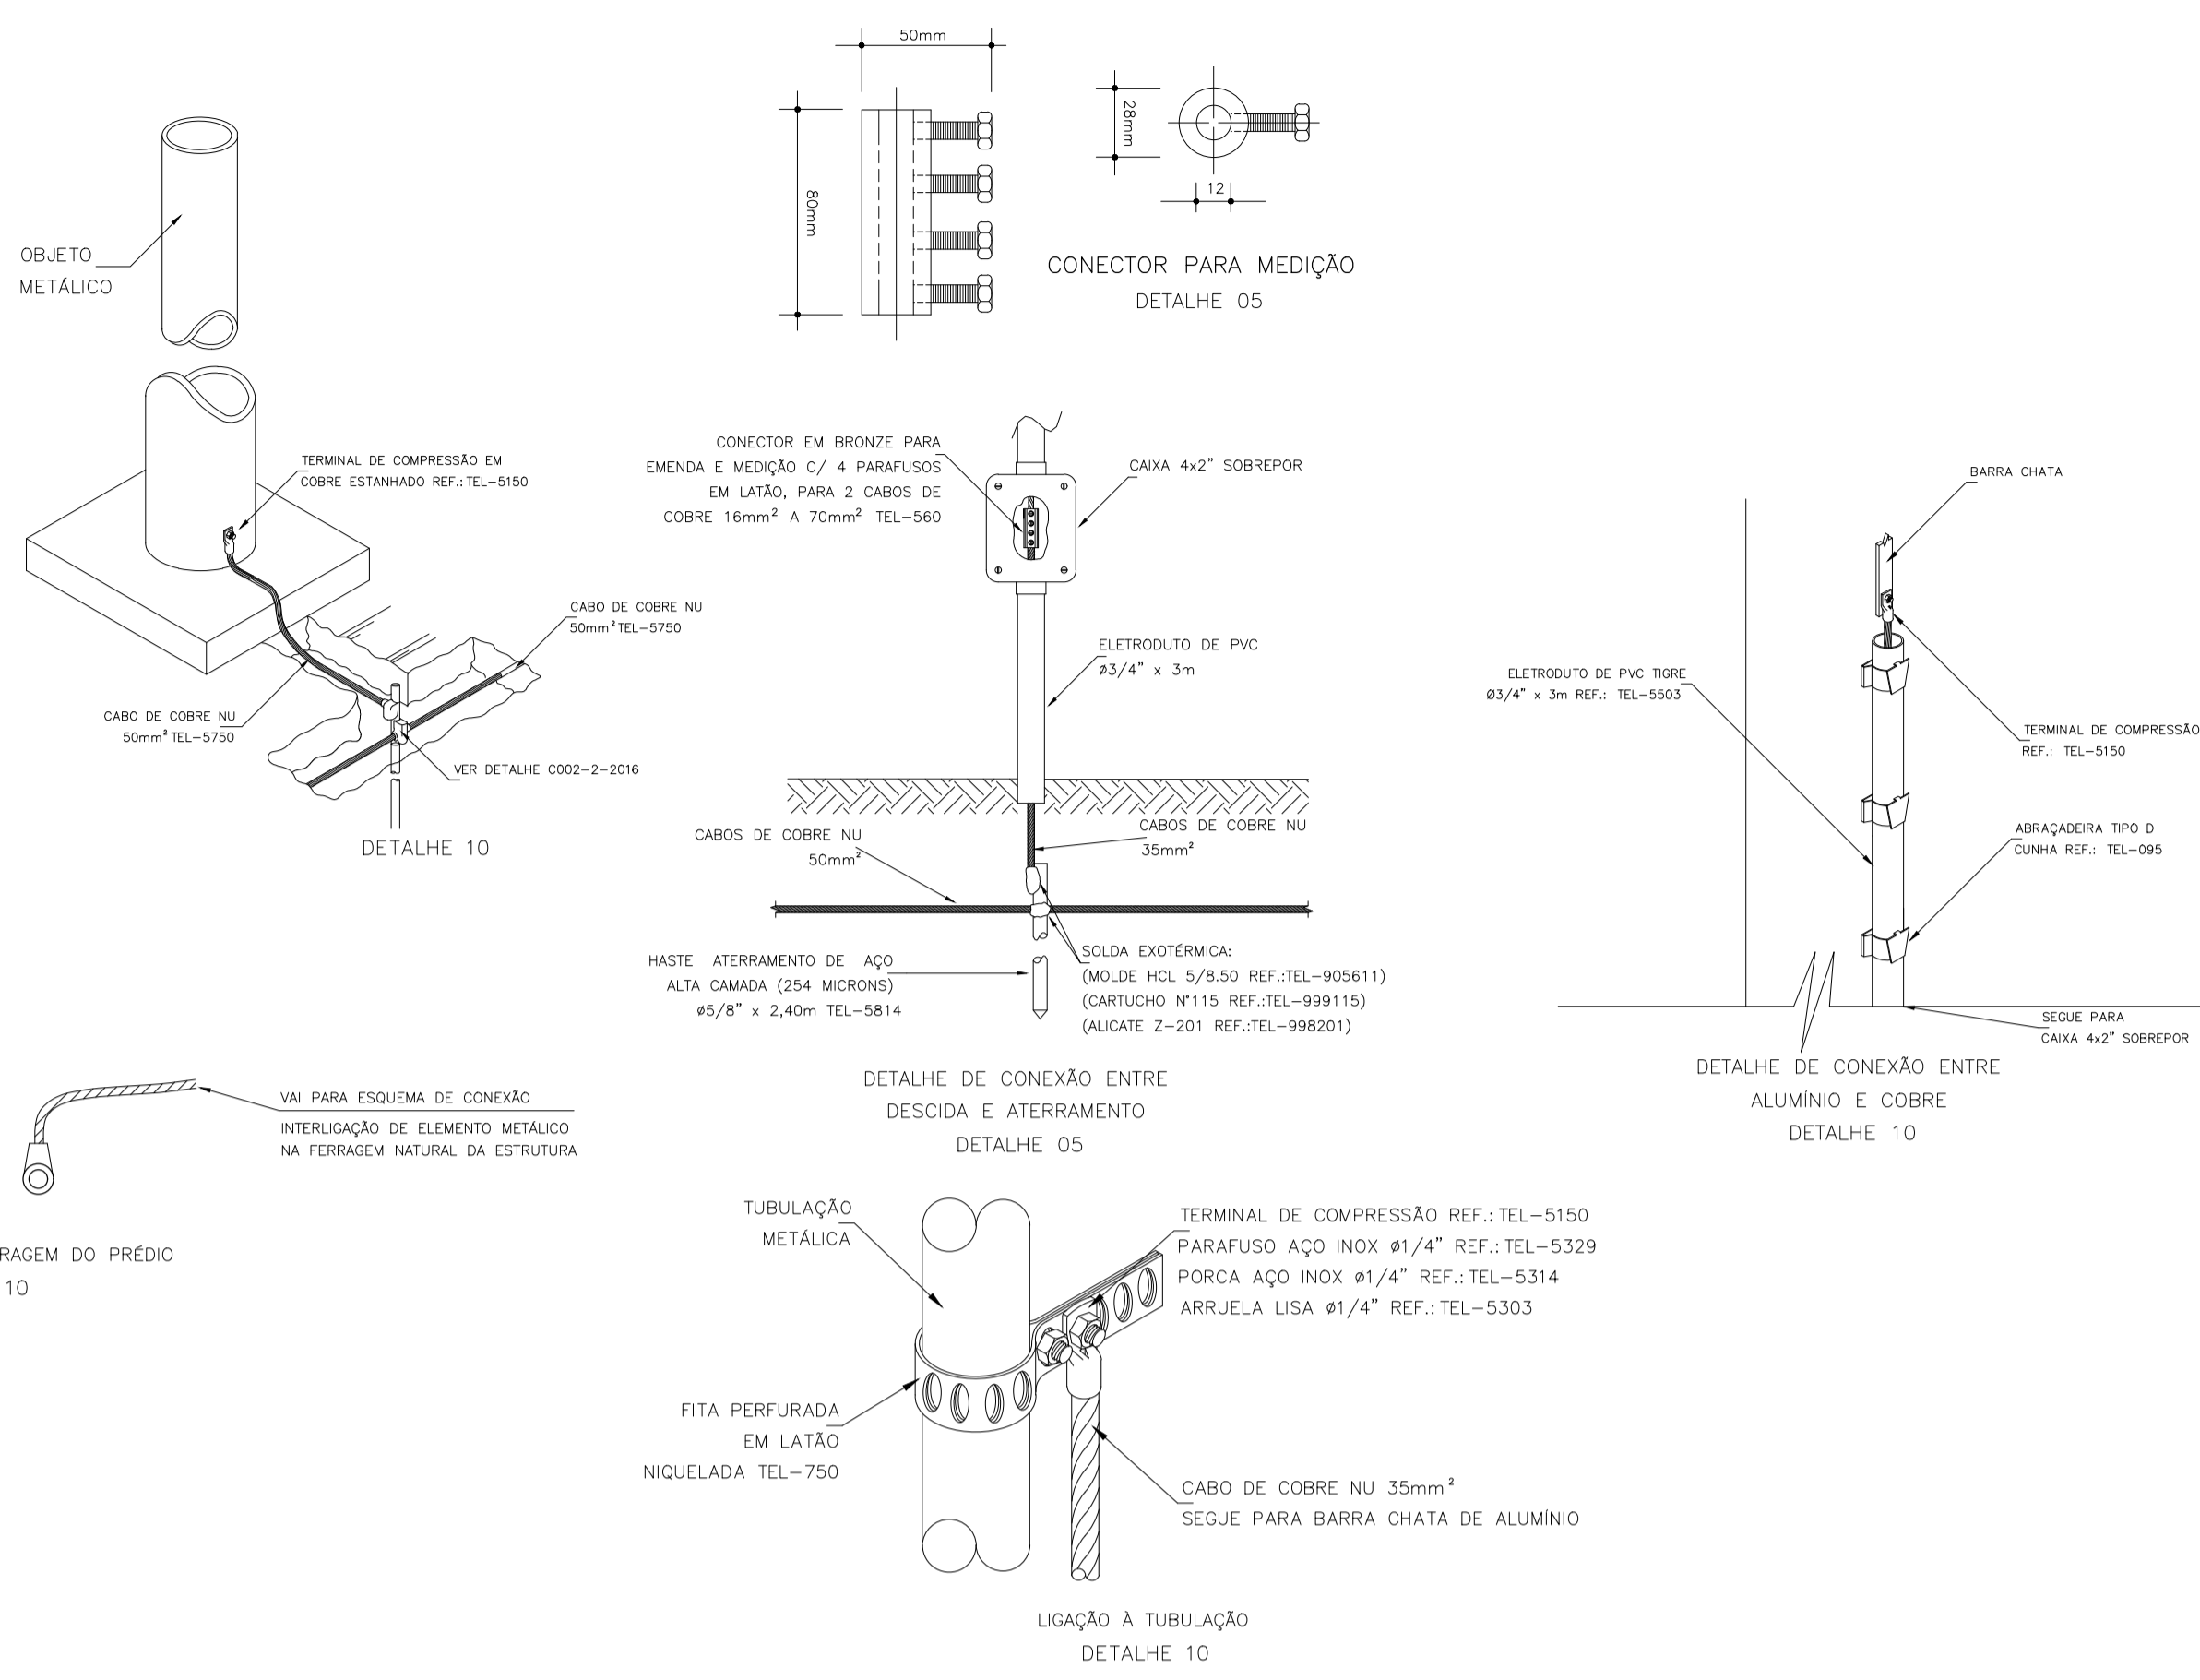 50mm
80mm
28mm
12
CONECTOR PARA MEDIÇÃO
DETALHE 05
OBJETO
METÁLICO
TERMINAL DE COMPRESSÃO EM
COBRE ESTANHADO REF.:TEL-5150
CABO DE COBRE NU
50mm² TEL-5750
CABO DE COBRE NU
50mm² TEL-5750
VER DETALHE C002-2-2016
DETALHE 10
CONECTOR EM BRONZE PARA
EMENDA E MEDIÇÃO C/ 4 PARAFUSOS
EM LATÃO, PARA 2 CABOS DE
COBRE 16mm² A 70mm² TEL-560
CAIXA 4x2" SOBREPOR
ELETRODUTO DE PVC
ø3/4" x 3m
CABOS DE COBRE NU
50mm²
CABOS DE COBRE NU
35mm²
HASTE ATERRAMENTO DE AÇO
ALTA CAMADA (254 MICRONS)
ø5/8" x 2,40m TEL-5814
SOLDA EXOTÉRMICA:
(MOLDE HCL 5/8.50 REF.:TEL-905611)
(CARTUCHO N°115 REF.:TEL-999115)
(ALICATE Z-201 REF.:TEL-998201)
DETALHE DE CONEXÃO ENTRE
DESCIDA E ATERRAMENTO
DETALHE 05
BARRA CHATA
ELETRODUTO DE PVC TIGRE
Ø3/4" x 3m REF.: TEL-5503
TERMINAL DE COMPRESSÃO
REF.: TEL-5150
ABRAÇADEIRA TIPO D
CUNHA REF.: TEL-095
SEGUE PARA
CAIXA 4x2" SOBREPOR
DETALHE DE CONEXÃO ENTRE
ALUMÍNIO E COBRE
DETALHE 10
VAI PARA ESQUEMA DE CONEXÃO
INTERLIGAÇÃO DE ELEMENTO METÁLICO
NA FERRAGEM NATURAL DA ESTRUTURA
RAGEM DO PRÉDIO
10
TUBULAÇÃO
METÁLICA
TERMINAL DE COMPRESSÃO REF.:TEL-5150
PARAFUSO AÇO INOX ø1/4" REF.:TEL-5329
PORCA AÇO INOX ø1/4" REF.:TEL-5314
ARRUELA LISA ø1/4" REF.:TEL-5303
FITA PERFURADA
EM LATÃO
NIQUELADA TEL-750
CABO DE COBRE NU 35mm²
SEGUE PARA BARRA CHATA DE ALUMÍNIO
LIGAÇÃO À TUBULAÇÃO
DETALHE 10